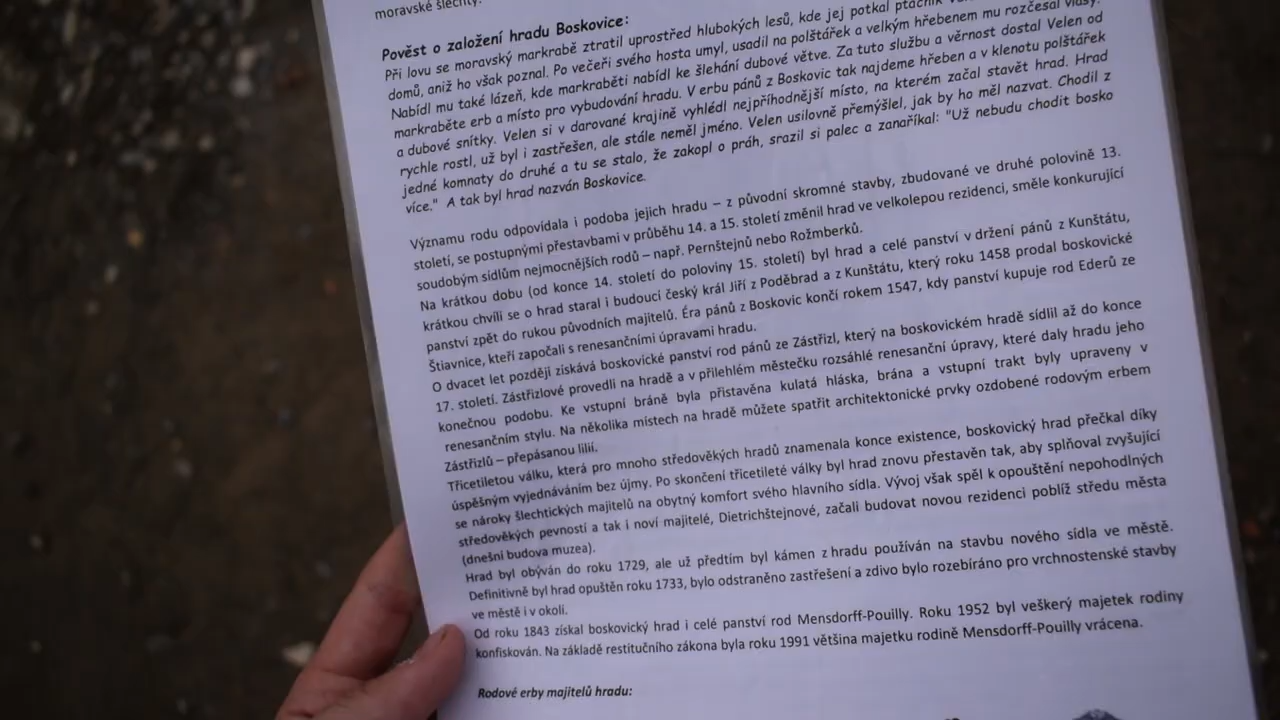 moravské šlechty.
Pověst o založení hradu Boskovice:
Při lovu se moravský markrabě ztratil uprostřed hlubokých lesů, kde jej potkal ptáčník
domů, aniž ho však poznal. Po večeři svého hosta umyl, usadil na polštářek a velkým hřebenem mu rozčesal vlasy.
Nabídl mu také lázeň, kde markraběti nabídl ke šlehání dubové větve. Za tuto službu a věrnost dostal Velen od
markraběte erb a místo pro vybudování hradu. V erbu pánů z Boskovic tak najdeme hřeben a v klenotu polštářek
a dubové snítky. Velen si v darované krajině vyhlédl nejpříhodnější místo, na kterém začal stavět hrad. Hrad
rychle rostl, už byl i zastřešen, ale stále neměl jméno. Velen usilovně přemýšlel, jak by ho měl nazvat. Chodil z
jedné komnaty do druhé a tu se stalo, že zakopl o práh, srazil si palec a zanaříkal: "Už nebudu chodit bosko
více." A tak byl hrad nazván Boskovice.
Významu rodu odpovídala i podoba jejich hradu – z původní skromné stavby, zbudované ve druhé polovině 13.
století, se postupnými přestavbami v průběhu 14. a 15. století změnil hrad ve velkolepou rezidenci, směle konkurující
soudobým sídlům nejmocnějších rodů – např. Pernštejnů nebo Rožmberků.
Na krátkou dobu (od konce 14. století do poloviny 15. století) byl hrad a celé panství v držení pánů z Kunštátu,
krátkou chvíli se o hrad staral i budoucí český král Jiří z Poděbrad a z Kunštátu, který roku 1458 prodal boskovické
panství zpět do rukou původních majitelů. Éra pánů z Boskovic končí rokem 1547, kdy panství kupuje rod Ederů ze
Štiavnice, kteří započali s renesančními úpravami hradu.
O dvacet let později získává boskovické panství rod pánů ze Zástřizl, který na boskovickém hradě sídlil až do konce
17. století. Zástřizlové provedli na hradě a v přilehlém městečku rozsáhlé renesanční úpravy, které daly hradu jeho
konečnou podobu. Ke vstupní bráně byla přistavěna kulatá hláska, brána a vstupní trakt byly upraveny v
renesančním stylu. Na několika místech na hradě můžete spatřit architektonické prvky ozdobené rodovým erbem
Zástřizlů – přepásanou lilií.
Třicetiletou válku, která pro mnoho středověkých hradů znamenala konce existence, boskovický hrad přečkal díky
úspěšným vyjednáváním bez újmy. Po skončení třicetileté války byl hrad znovu přestavěn tak, aby splňoval zvyšující
se nároky šlechtických majitelů na obytný komfort svého hlavního sídla. Vývoj však spěl k opouštění nepohodlných
středověkých pevností a tak i noví majitelé, Dietrichštejnové, začali budovat novou rezidenci poblíž středu města
(dnešní budova muzea).
Hrad byl obýván do roku 1729, ale už předtím byl kámen z hradu používán na stavbu nového sídla ve městě.
Definitivně byl hrad opuštěn roku 1733, bylo odstraněno zastřešení a zdivo bylo rozebíráno pro vrchnostenské stavby
ve městě i v okolí.
Od roku 1843 získal boskovický hrad i celé panství rod Mensdorff-Pouilly. Roku 1952 byl veškerý majetek rodiny
konfiskován. Na základě restitučního zákona byla roku 1991 většina majetku rodině Mensdorff-Pouilly vrácena.
Rodové erby majitelů hradu: